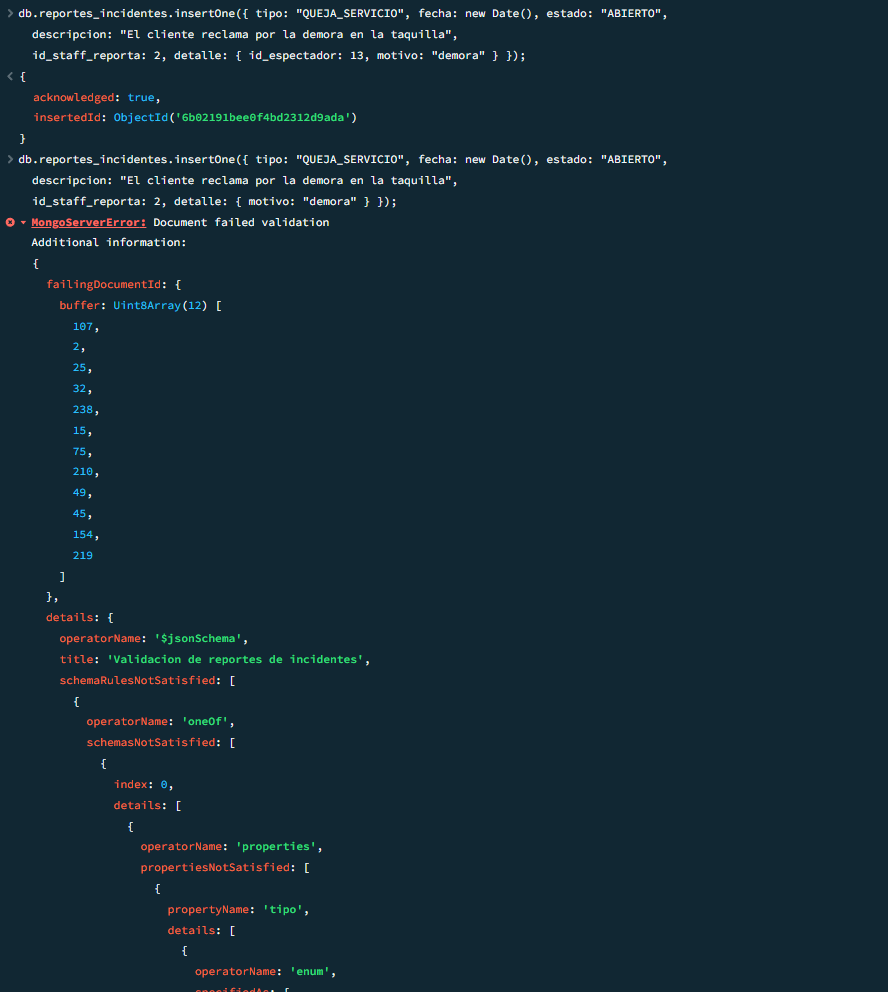 > db.reportes_incidentes.insertOne({ tipo: "QUEJA_SERVICIO", fecha: new Date(), estado: "ABIERTO",
descripcion: "El cliente reclama por la demora en la taquilla",
id_staff_reporta: 2, detalle: { id_espectador: 13, motivo: "demora" } });
< {
acknowledged: true,
insertedId: ObjectId('6b02191bee0f4bd2312d9ada')
}
> db.reportes_incidentes.insertOne({ tipo: "QUEJA_SERVICIO", fecha: new Date(), estado: "ABIERTO",
descripcion: "El cliente reclama por la demora en la taquilla",
id_staff_reporta: 2, detalle: { motivo: "demora" } });
MongoServerError: Document failed validation
Additional information:
{
failingDocumentId: {
buffer: Uint8Array(12) [
107,
2,
25,
32,
238,
15,
75,
210,
49,
45,
154,
219
]
},
details: {
operatorName: '$jsonSchema',
title: 'Validacion de reportes de incidentes',
schemaRulesNotSatisfied: [
{
operatorName: 'oneOf',
schemasNotSatisfied: [
{
index: 0,
details: [
{
operatorName: 'properties',
propertiesNotSatisfied: [
{
propertyName: 'tipo',
details: [
{
operatorName: 'enum',
specifiedAs: {